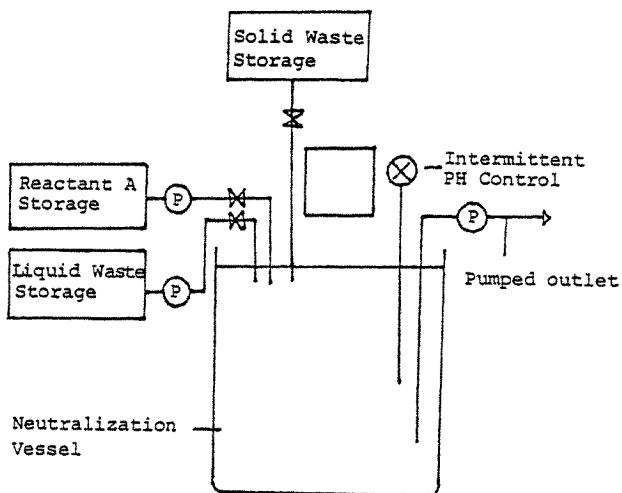 Solid Waste
Storage
Reactant A
Storage
P
Intermittent
PH Control
P
Liquid Waste
Storage
P
Pumped outlet
Neutralization
Vessel